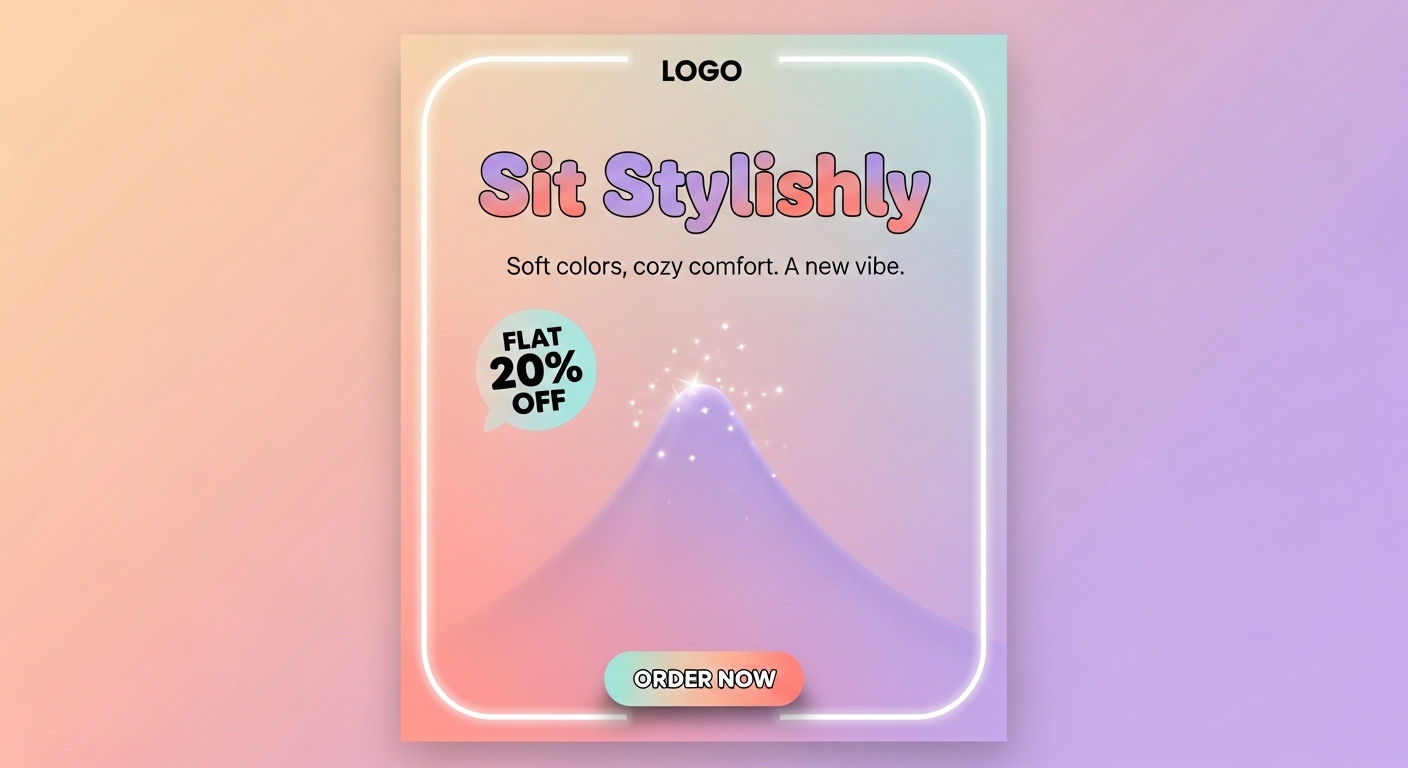 LOGO
Sit Stylishly
Soft colors, cozy comfort. A new vibe.
FLAT
20%
OFF
ORDER NOW